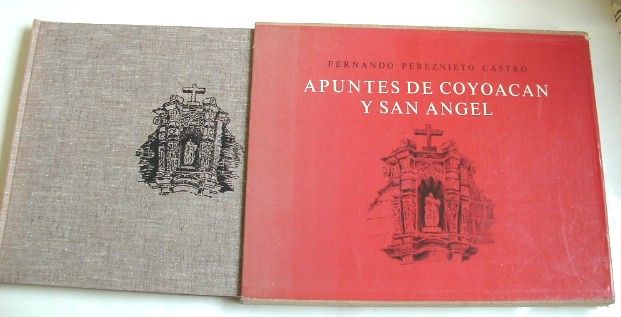 FERNANDO PEREZNIETO CASTRO
APUNTES DE COYOACAN
Y SAN ANGEL